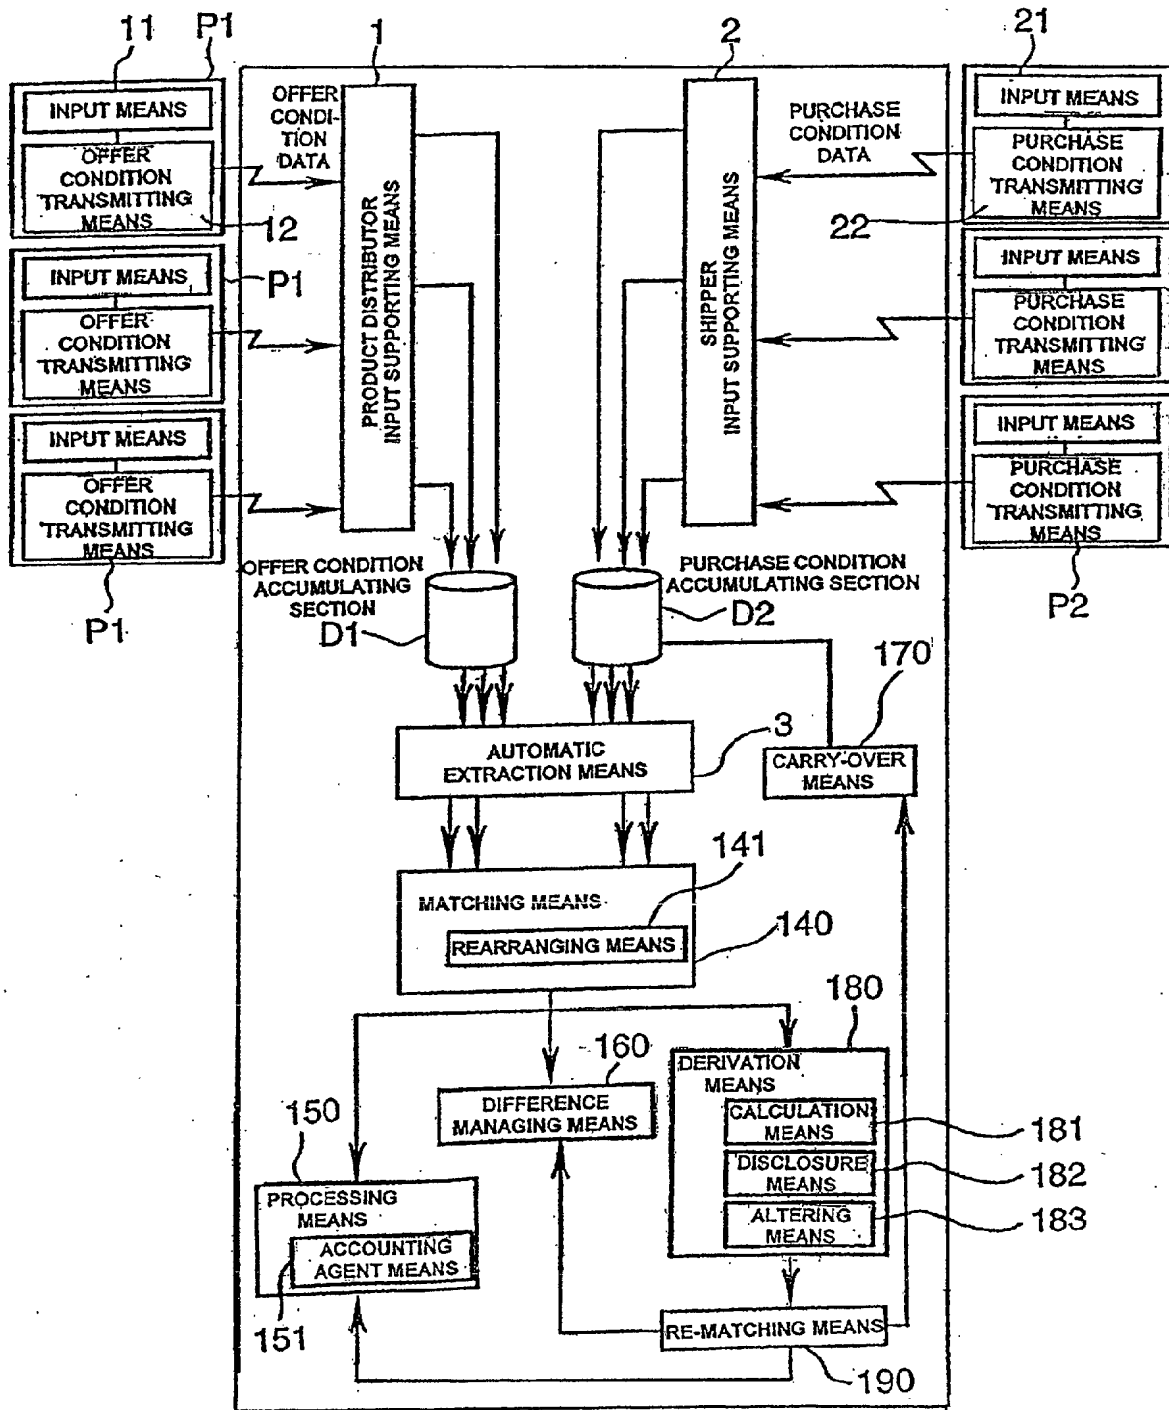 11
P1
INPUT MEANS
OFFER
CONDITION
TRANSMITTING
MEANS
12
INPUT MEANS
P1
OFFER
CONDITION
TRANSMITTING
MEANS
INPUT MEANS
OFFER
CONDITION
TRANSMITTING
MEANS
P1
1
OFFER
CONDI-
TION
DATA
PRODUCT DISTRIBUTOR
INPUT SUPPORTING MEANS
2
SHIPPER
INPUT SUPPORTING MEANS
PURCHASE
CONDITION
DATA
21
INPUT MEANS
PURCHASE
CONDITION
TRANSMITTING
MEANS
22
INPUT MEANS
PURCHASE
CONDITION
TRANSMITTING
MEANS
INPUT MEANS
PURCHASE
CONDITION
TRANSMITTING
MEANS
P2
OFFER CONDITION
ACCUMULATING
SECTION
D1
PURCHASE CONDITION
ACCUMULATING SECTION
D2
170
CARRY-OVER
MEANS
3
AUTOMATIC
EXTRACTION MEANS
141
MATCHING MEANS
REARRANGING MEANS
140
180
DERIVATION
MEANS
CALCULATION
MEANS
181
DISCLOSURE
MEANS
182
ALTERING
MEANS
183
160
DIFFERENCE
MANAGING MEANS
150
PROCESSING
MEANS
ACCOUNTING
AGENT MEANS
151
RE-MATCHING MEANS
190